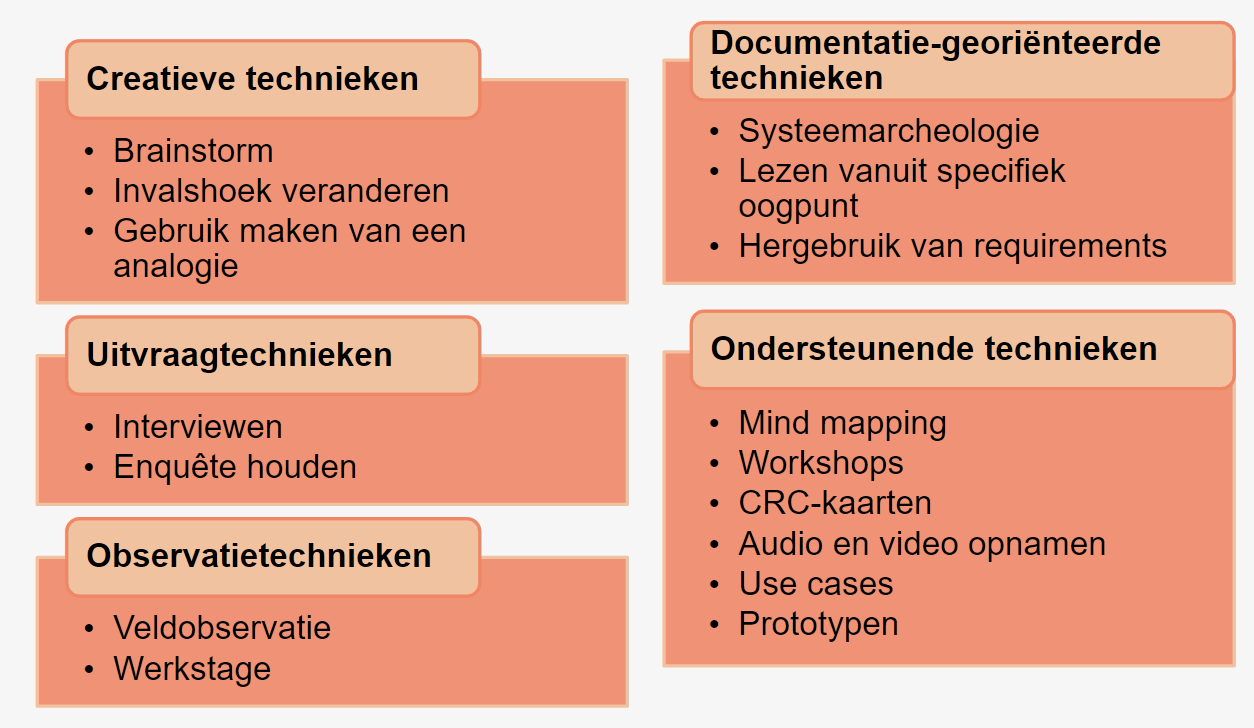 Creatieve technieken
• Brainstorm
• Invalshoek veranderen
• Gebruik maken van een
analogie
Uitvraagtechnieken
• Interviewen
• Enquête houden
Observatietechnieken
• Veldobservatie
• Werkstage
Documentatie-georiënteerde
technieken
• Systeemarcheologie
• Lezen vanuit specifiek
oogpunt
• Hergebruik van requirements
Ondersteunende technieken
• Mind mapping
• Workshops
• CRC-kaarten
• Audio en video opnamen
• Use cases
• Prototypen